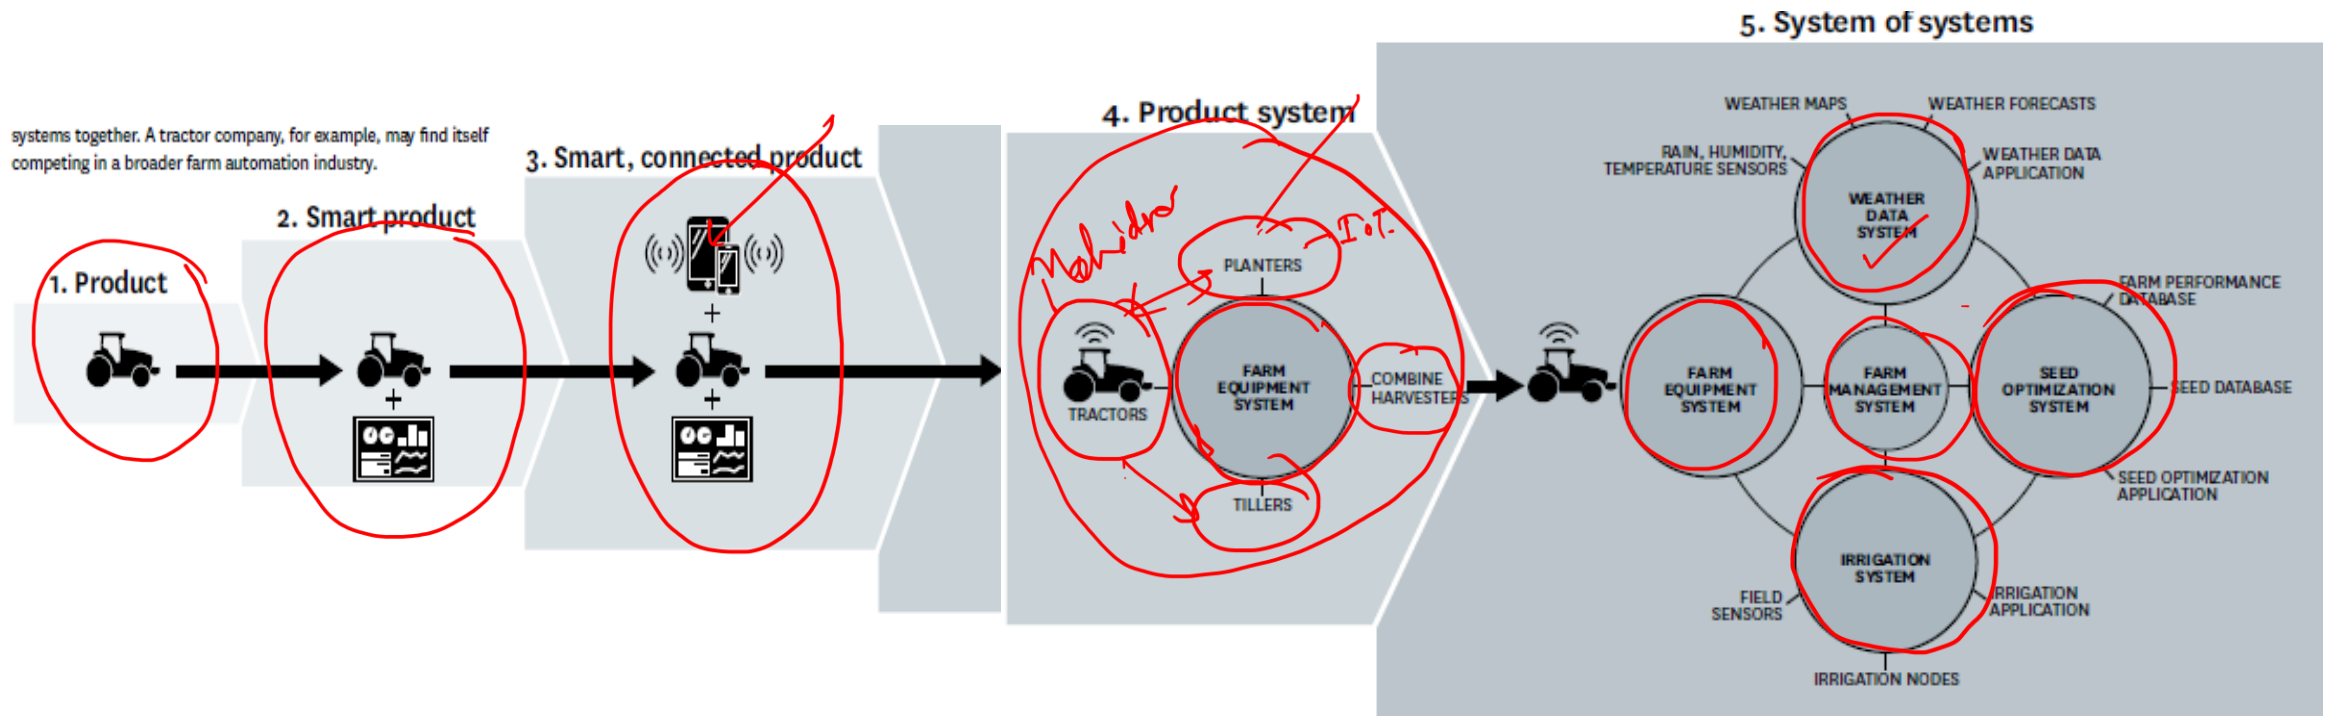 systems together. A tractor company, for example, may find itself
competing in a broader farm automation industry.
1. Product
2. Smart product
3. Smart, connected product
4. Product system
Mahidra
I.T.
PLANTERS
TRACTORS
FARM
EQUIPMENT
SYSTEM
COMBINE
HARVESTERS
TILLERS
5. System of systems
WEATHER MAPS
WEATHER FORECASTS
RAIN, HUMIDITY,
TEMPERATURE SENSORS
WEATHER DATA
APPLICATION
WEATHER
DATA
SYSTEM
FARM PERFORMANCE
DATABASE
FARM
EQUIPMENT
SYSTEM
FARM
MANAGEMENT
SYSTEM
SEED
OPTIMIZATION
SYSTEM
SEED DATABASE
SEED OPTIMIZATION
APPLICATION
IRRIGATION
SYSTEM
FIELD
SENSORS
IRRIGATION
APPLICATION
IRRIGATION NODES